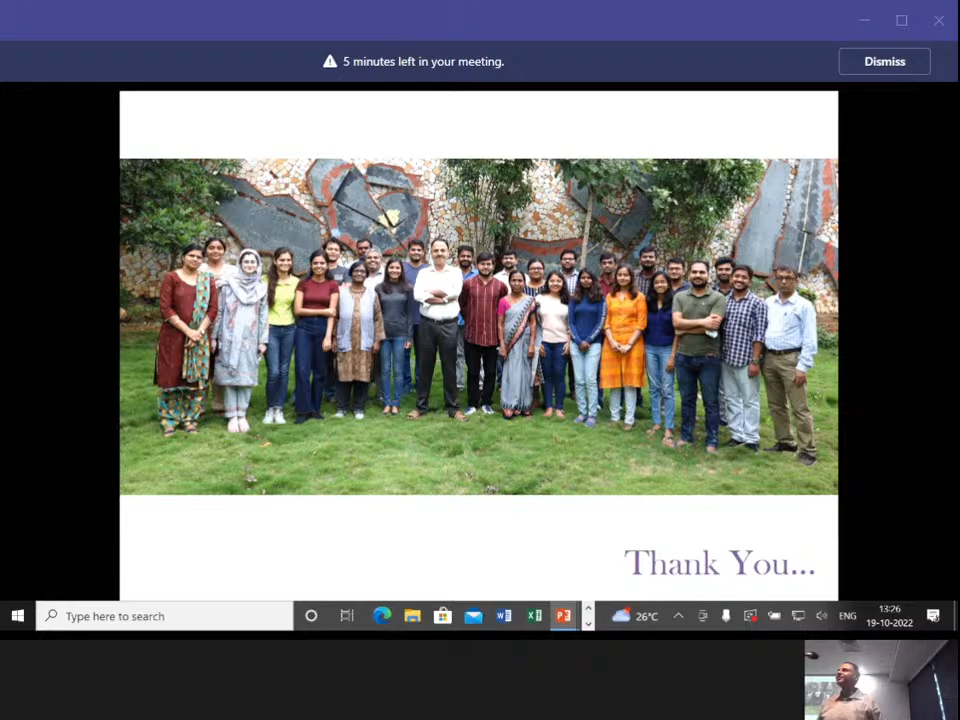 5 minutes left in your meeting.
Dismiss
Thank You...
Type here to search
26°C
ENG
13:26
19-10-2022